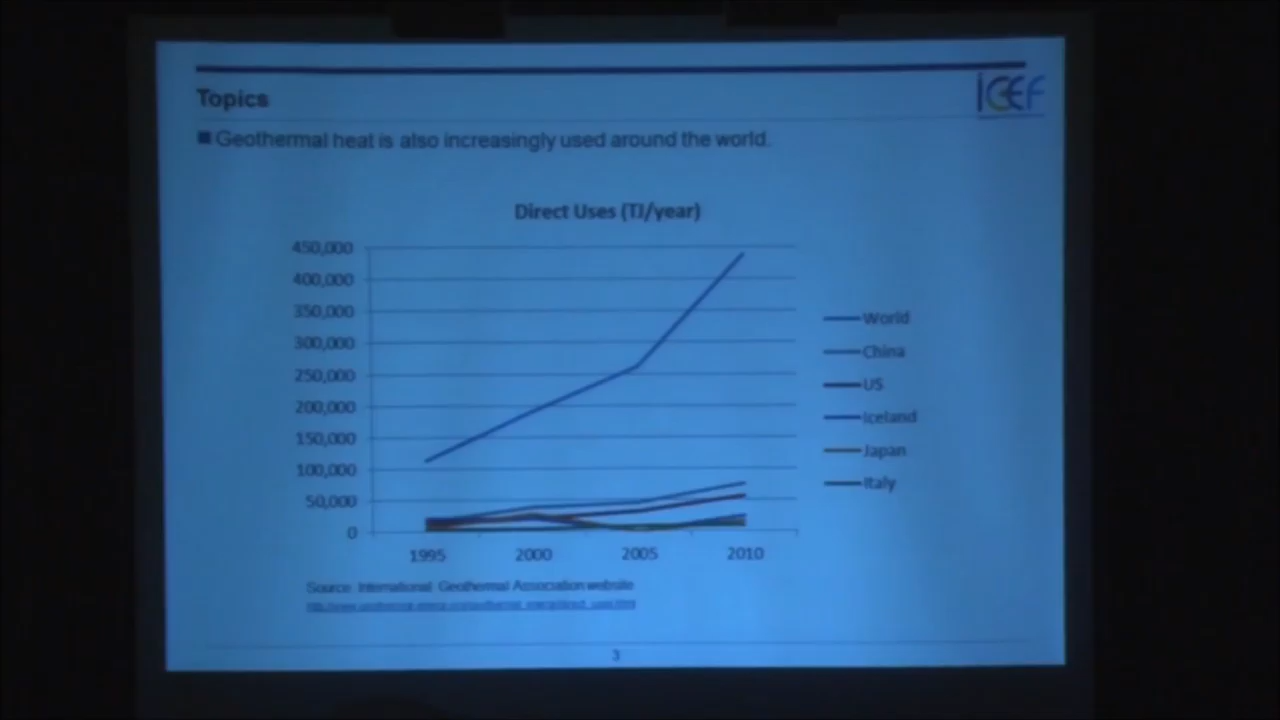 Topics
ICEF
■ Geothermal heat is also increasingly used around the world.
Direct Uses (TJ/year)
450,000
400,000
350,000
300,000
250,000
200,000
150,000
100,000
50,000
0
1995 2000 2005 2010
World
China
US
Iceland
Japan
Italy
Source: International Geothermal Association website
3